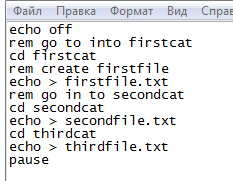 Файл Правка Формат Вид
echo off
rem go to into firstcat
cd firstcat
rem create firstfile
echo > firstfile.txt
rem go in to secondcat
cd secondcat
echo > secondfile.txt
cd thirdcat
echo > thirdfile.txt
pause